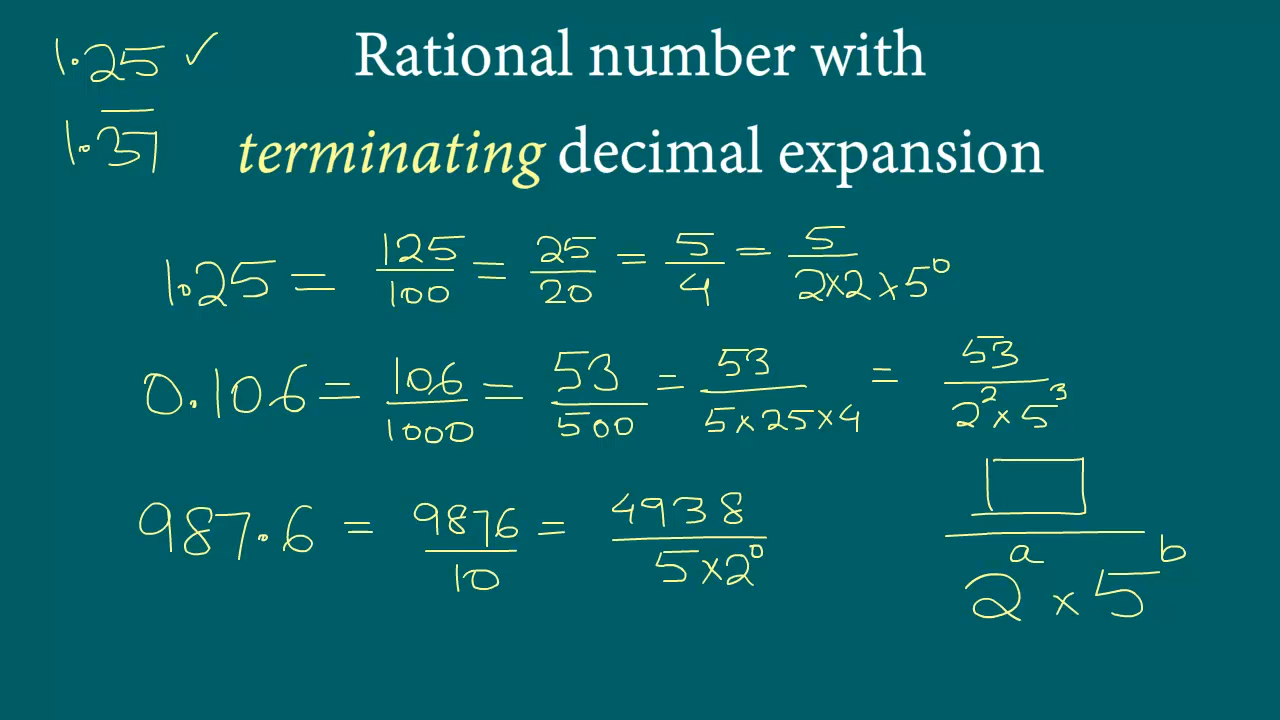 1.25 ✓
1.3̅7̅
Rational number with
terminating decimal expansion
1.25 = 125/100 = 25/20 = 5/4 = 5/(2×2×5⁰)
0.106 = 106/1000 = 53/500 = 53/(5×25×4) = 53/(2²×5³)
987.6 = 9876/10 = 4938/(5×2⁰)
□/(2ᵃ×5ᵇ)